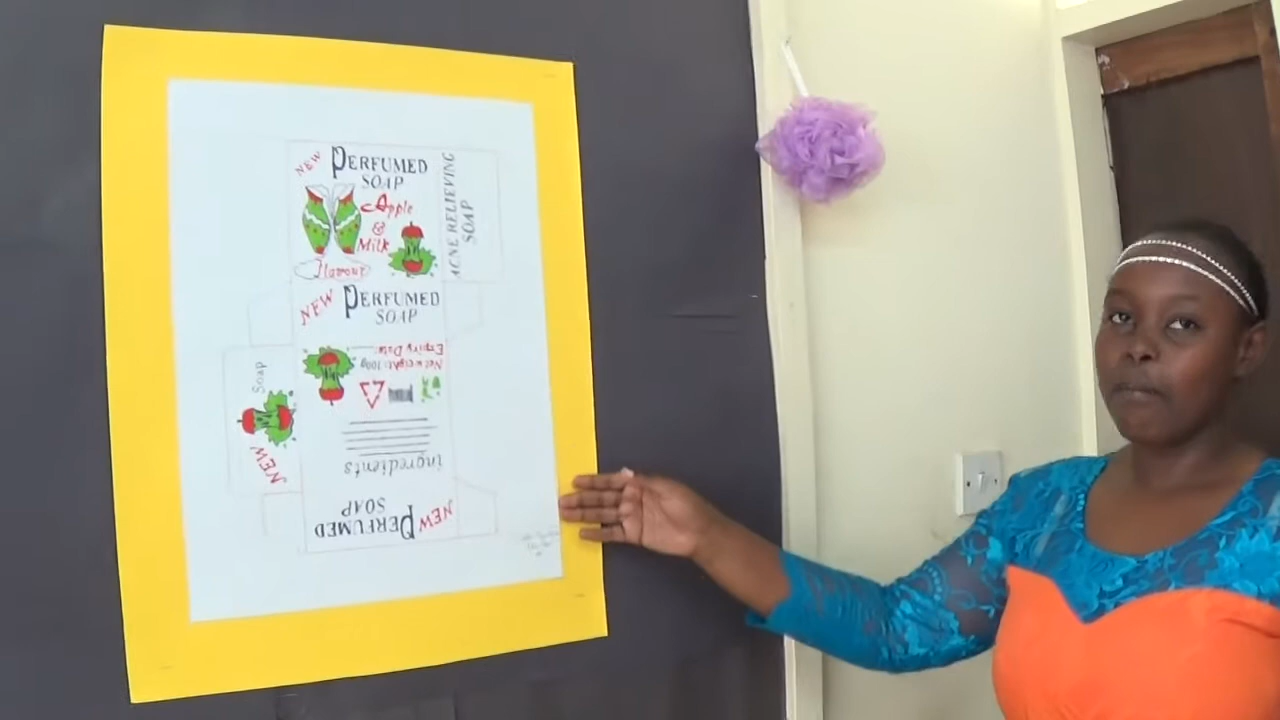 NEW
PERFUMED
SOAP
Apple
&
Milk
Flavour
ACNE RELIEVING
SOAP
NEW
PERFUMED
SOAP
Expiry Date:
Net weight: 100g
Soap
NEW
ingredients
NEW
PERFUMED
SOAP